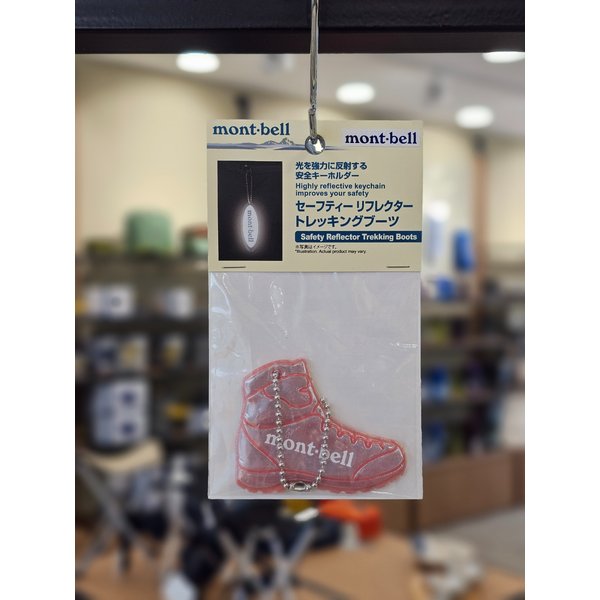 mont-bell
mont-bell
光を強力に反射する
安全キーホルダー
Highly reflective keychain
improves your safety
セーフティー リフレクター
トレッキングブーツ
Safety Reflector Trekking Boots
※写真はイメージです。
*Illustration. Actual product may vary.
mont-bell
mont-bell